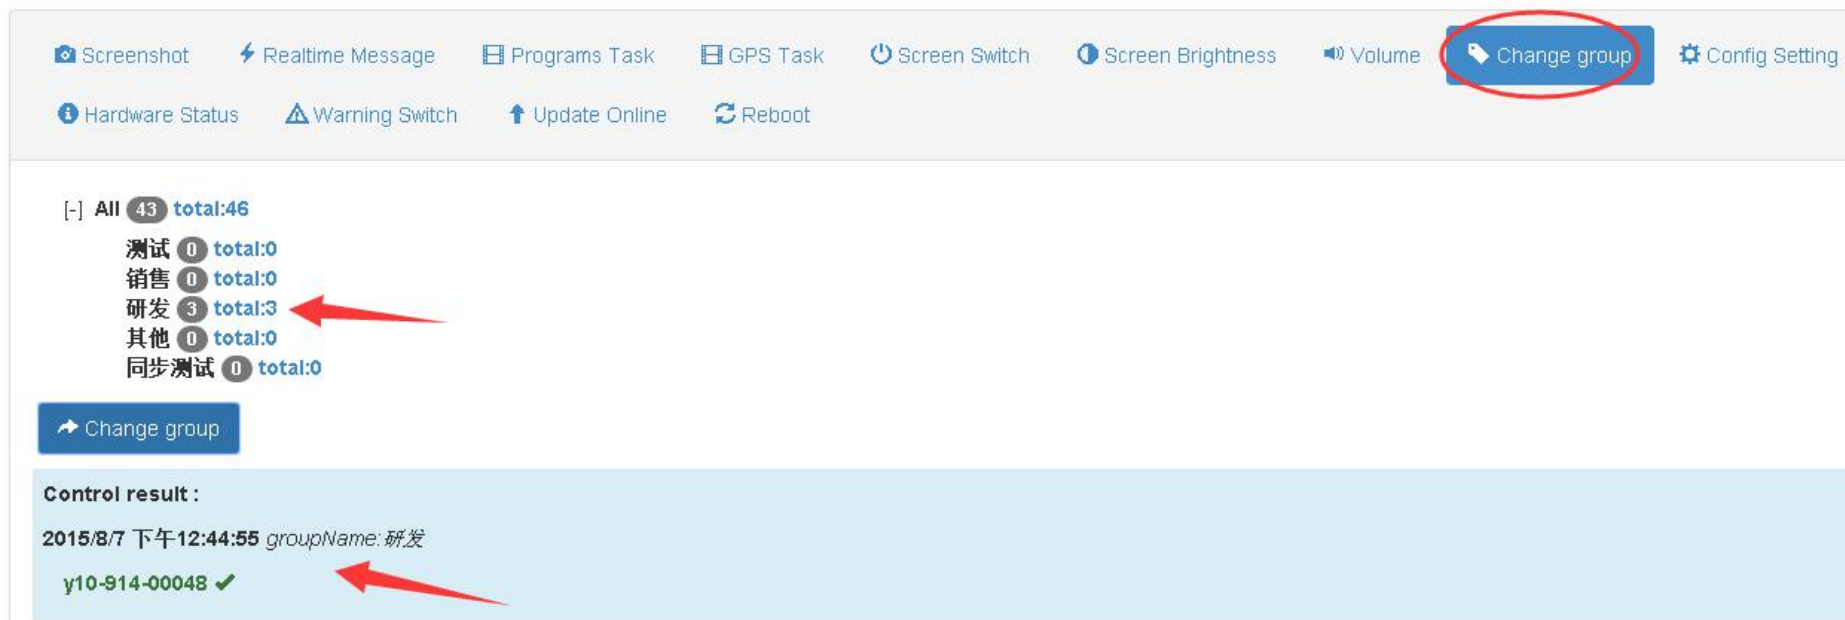 Screenshot Realtime Message Programs Task GPS Task Screen Switch Screen Brightness Volume Change group Config Setting
Hardware Status Warning Switch Update Online Reboot
[-] All 43 total:46
测试 0 total:0
销售 0 total:0
研发 3 total:3
其他 0 total:0
同步测试 0 total:0
Change group
Control result :
2015/8/7 下午12:44:55 groupName:研发
y10-914-00048